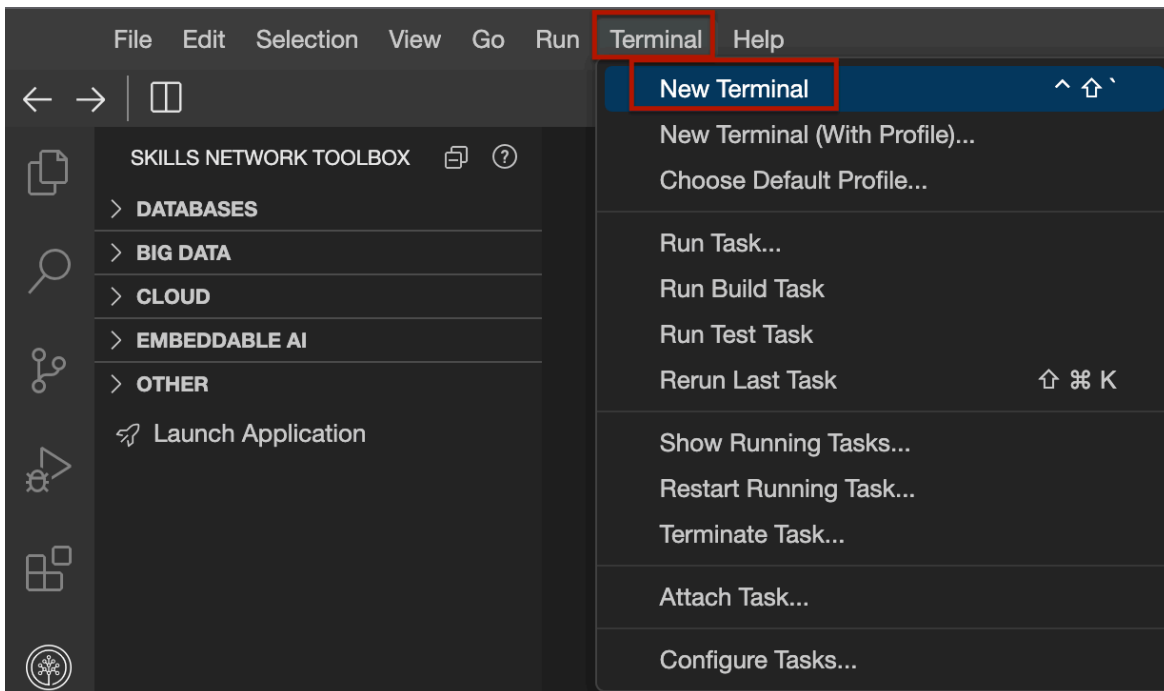 File Edit Selection View Go Run Terminal Help
SKILLS NETWORK TOOLBOX
DATABASES
BIG DATA
CLOUD
EMBEDDABLE AI
OTHER
Launch Application
New Terminal ^ ⇧ `
New Terminal (With Profile)...
Choose Default Profile...
Run Task...
Run Build Task
Run Test Task
Rerun Last Task ⇧ ⌘ K
Show Running Tasks...
Restart Running Task...
Terminate Task...
Attach Task...
Configure Tasks...